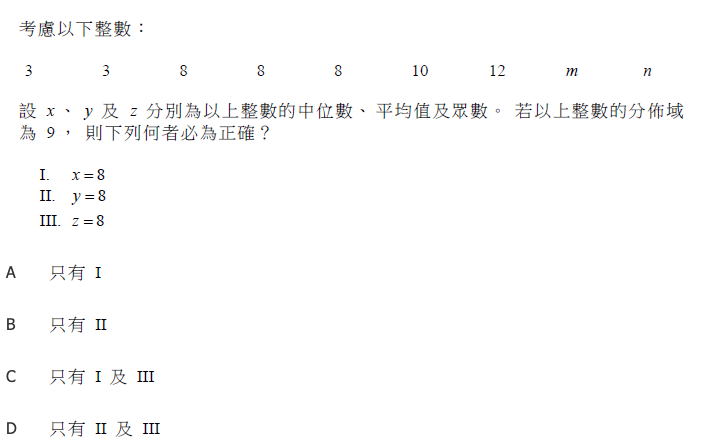 考慮以下整數：
3 3 8 8 8 10 12 m n
設 x、 y 及 z 分別為以上整數的中位數、平均值及眾數。 若以上整數的分佈域
為 9， 則下列何者必為正確？
I. x=8
II. y=8
III. z=8
A 只有 I
B 只有 II
C 只有 I 及 III
D 只有 II 及 III